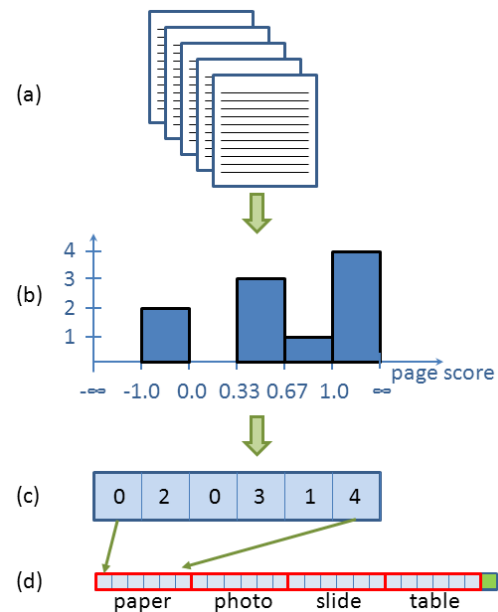 (a)
4
3
2
1
(b)
page score
-∞ -1.0 0.0 0.33 0.67 1.0 ∞
(c) 0 2 0 3 1 4
(d)
paper photo slide table